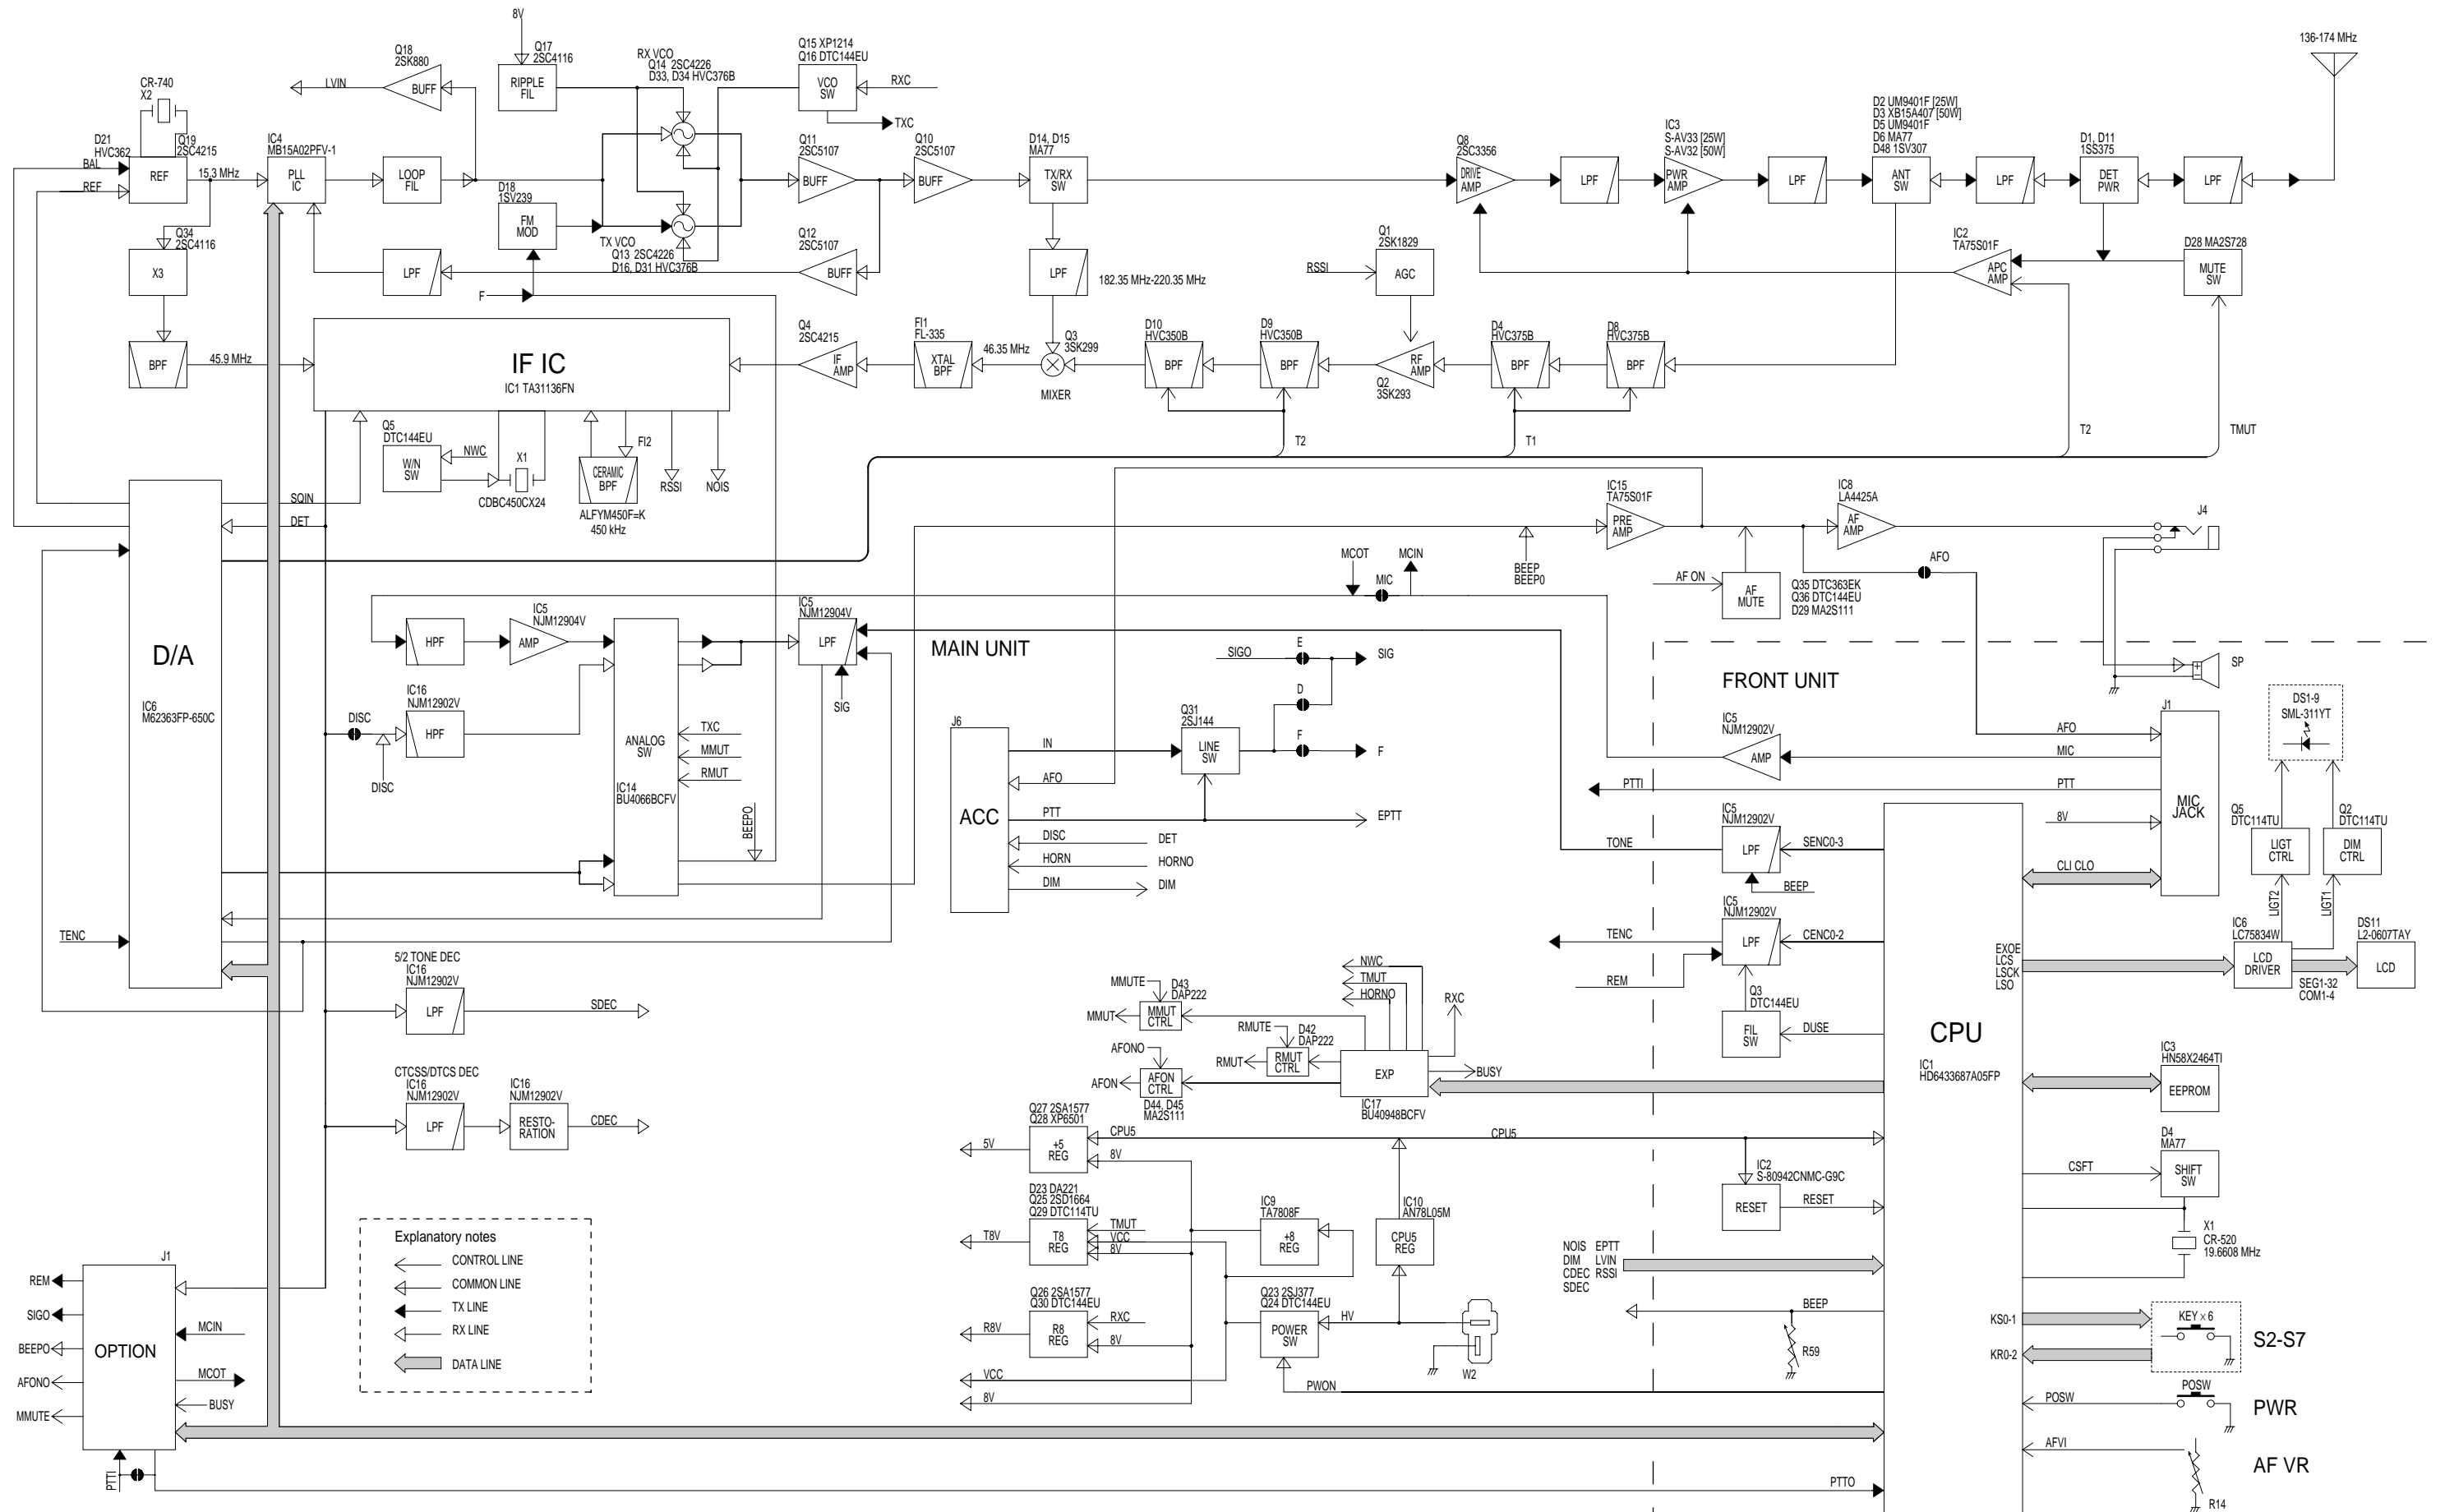 8V
Q17
2SC4116
RIPPLE
FIL
Q18
2SK880
LVIN
BUFF
CR-740
X2
D21
HVC362
BAL
REF
Q19
2SC4215
REF
15.3 MHz
IC4
MB15A02PFV-1
PLL
IC
LOOP
FIL
D18
1SV239
FM
MOD
RX VCO
Q14 2SC4226
D33, D34 HVC376B
TX VCO
Q13 2SC4226
D16, D31 HVC376B
Q15 XP1214
Q16 DTC144EU
VCO
SW
RXC
TXC
Q11
2SC5107
BUFF
Q10
2SC5107
BUFF
Q12
2SC5107
BUFF
LPF
F
D14, D15
MA77
TX/RX
SW
LPF
182.35 MHz-220.35 MHz
Q8
2SC3356
DRIVE
AMP
LPF
IC3
S-AV33 [25W]
S-AV32 [50W]
PWR
AMP
LPF
D2 UM9401F [25W]
D3 XB15A407 [50W]
D5 UM9401F
D6 MA77
D48 1SV307
ANT
SW
LPF
D1, D11
1SS375
DET
PWR
LPF
136-174 MHz
Q34
2SC4116
X3
BPF
45.9 MHz
IF IC
IC1 TA31136FN
Q4
2SC4215
IF
AMP
FI1
FL-335
XTAL
BPF
46.35 MHz
Q3
3SK299
MIXER
D10
HVC350B
BPF
D9
HVC350B
BPF
RSSI
Q1
2SK1829
AGC
RF
AMP
Q2
3SK293
D4
HVC375B
BPF
D8
HVC375B
BPF
IC2
TA75S01F
APC
AMP
D28 MA2S728
MUTE
SW
T2
T1
T2
TMUT
Q5
DTC144EU
W/N
SW
NWC
X1
CDBC450CX24
FI2
CERAMIC
BPF
ALFYM450F=K
450 kHz
RSSI
NOIS
SQIN
DET
D/A
IC6
M62363FP-650C
TENC
IC15
TA75S01F
PRE
AMP
BEEP
BEEP0
IC8
LA4425A
AF
AMP
J4
AFO
AF ON
AF
MUTE
Q35 DTC363EK
Q36 DTC144EU
D29 MA2S111
SP
MCOT
MIC
MCIN
HPF
IC5
NJM12904V
AMP
IC5
NJM12904V
LPF
SIG
IC16
NJM12902V
HPF
DISC
DISC
ANALOG
SW
IC14
BU4066BCFV
TXC
MMUT
RMUT
BEEPO
MAIN UNIT
SIGO
E
SIG
D
F
F
J6
ACC
IN
Q31
2SJ144
LINE
SW
AFO
PTT
EPTT
DISC
DET
HORN
HORNO
DIM
DIM
FRONT UNIT
IC5
NJM12902V
AMP
PTTI
J1
AFO
MIC
PTT
8V
MIC
JACK
CLI CLO
DS1-9
SML-311YT
Q5
DTC114TU
LIGT
CTRL
Q2
DTC114TU
DIM
CTRL
LIGT2
LIGT1
IC6
LC75834W
LCD
DRIVER
SEG1-32
COM1-4
DS11
L2-0607TAY
LCD
TONE
IC5
NJM12902V
LPF
SENC0-3
BEEP
TENC
IC5
NJM12902V
LPF
CENC0-2
REM
Q3
DTC144EU
FIL
SW
DUSE
CPU
IC1
HD6433687A05FP
EXOE
LCS
LSCK
LSO
IC3
HN58X2464TI
EEPROM
D4
MA77
CSFT
SHIFT
SW
X1
CR-520
19.6608 MHz
5/2 TONE DEC
IC16
NJM12902V
LPF
SDEC
CTCSS/DTCS DEC
IC16
NJM12902V
LPF
IC16
NJM12902V
RESTO-
RATION
CDEC
MMUTE
D43
DAP222
MMUT
MMUT
CTRL
RMUTE
D42
DAP222
RMUT
RMUT
CTRL
AFONO
AFON
AFON
CTRL
D44, D45
MA2S111
NWC
TMUT
HORNO
RXC
EXP
BUSY
IC17
BU40948BCFV
Q27 2SA1577
Q28 XP6501
5V
+5
REG
CPU5
8V
CPU5
IC2
S-80942CNMC-G9C
RESET
RESET
D23 DA221
Q25 2SD1664
Q29 DTC114TU
T8V
T8
REG
TMUT
VCC
8V
IC9
TA7808F
+8
REG
IC10
AN78L05M
CPU5
REG
Q26 2SA1577
Q30 DTC144EU
R8V
R8
REG
RXC
8V
Q23 2SJ377
Q24 DTC144EU
POWER
SW
HV
W2
VCC
8V
PWON
NOIS EPTT
DIM LVIN
CDEC RSSI
SDEC
BEEP
R59
KS0-1
KR0-2
KEY × 6
S2-S7
POSW
POSW
PWR
AFVI
AF VR
R14
PTTO
Explanatory notes
CONTROL LINE
COMMON LINE
TX LINE
RX LINE
DATA LINE
J1
OPTION
REM
SIGO
BEEPO
AFONO
MMUTE
MCIN
MCOT
BUSY
PTTI